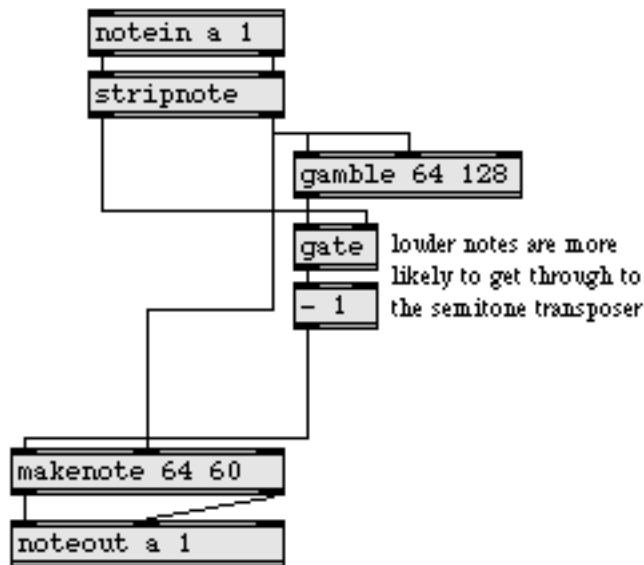 notein a 1
stripnote
gamble 64 128
gate
louder notes are more
likely to get through to
- 1
the semitone transposer
makenote 64 60
noteout a 1